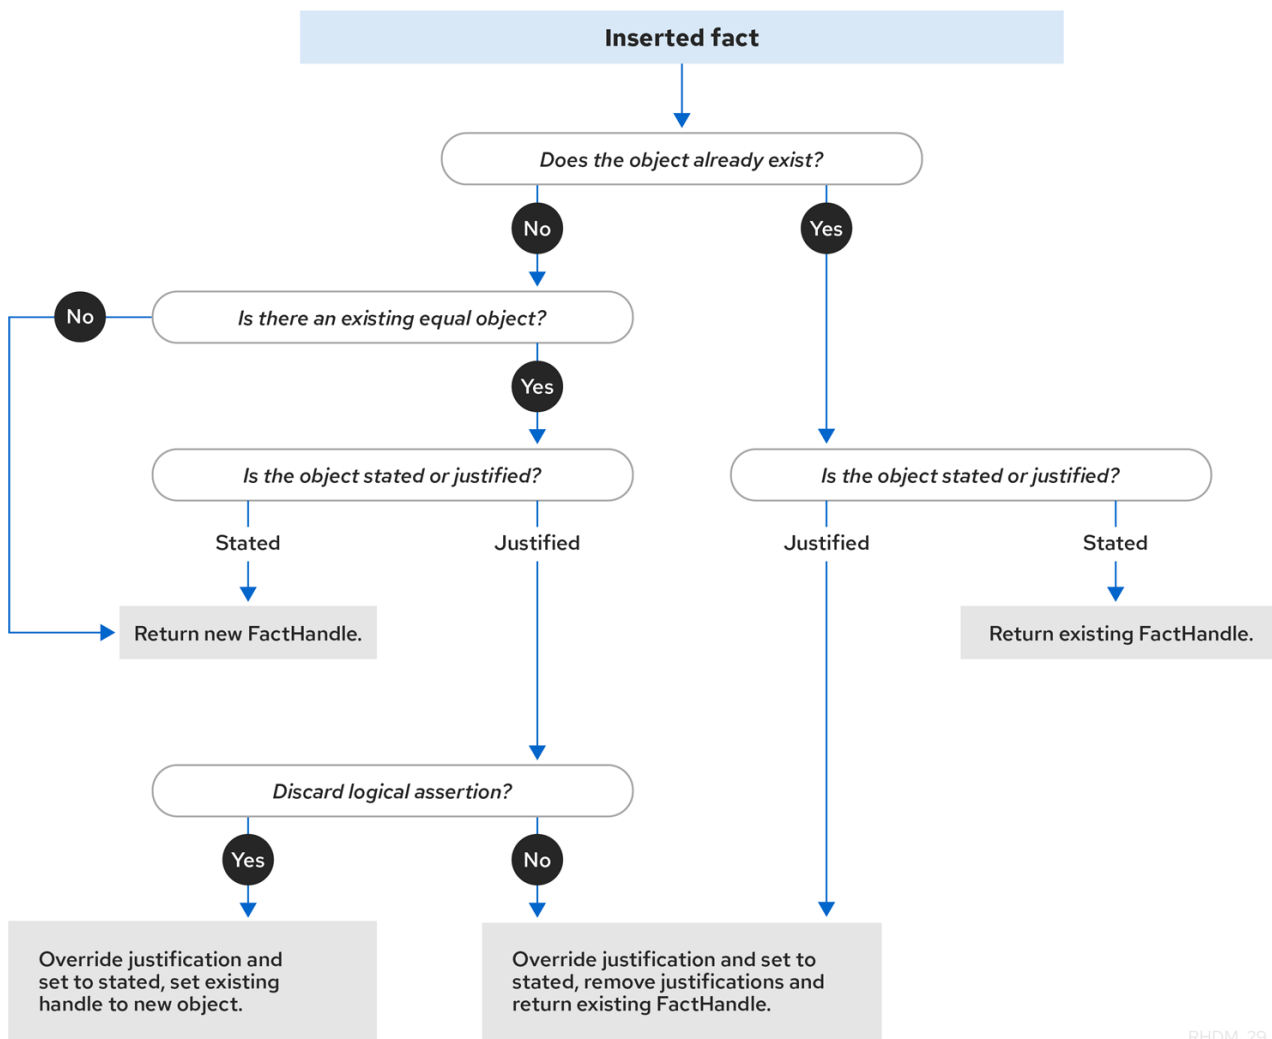 Inserted fact
Does the object already exist?
No
Yes
No
Is there an existing equal object?
Yes
Is the object stated or justified?
Is the object stated or justified?
Stated
Justified
Justified
Stated
Return new FactHandle.
Return existing FactHandle.
Discard logical assertion?
Yes
No
Override justification and
set to stated, set existing
handle to new object.
Override justification and set to
stated, remove justifications and
return existing FactHandle.
RHDM_29